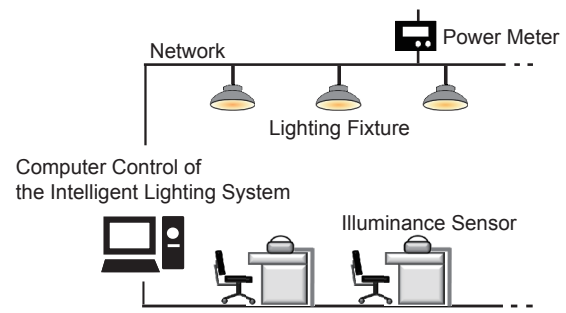 Power Meter
Network
Lighting Fixture
Computer Control of
the Intelligent Lighting System
Illuminance Sensor